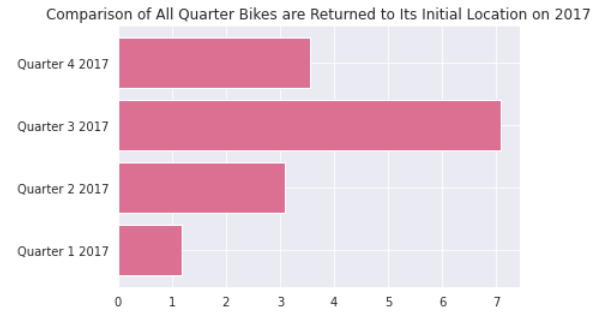 Comparison of All Quarter Bikes are Returned to Its Initial Location on 2017
Quarter 4 2017
Quarter 3 2017
Quarter 2 2017
Quarter 1 2017
0 1 2 3 4 5 6 7